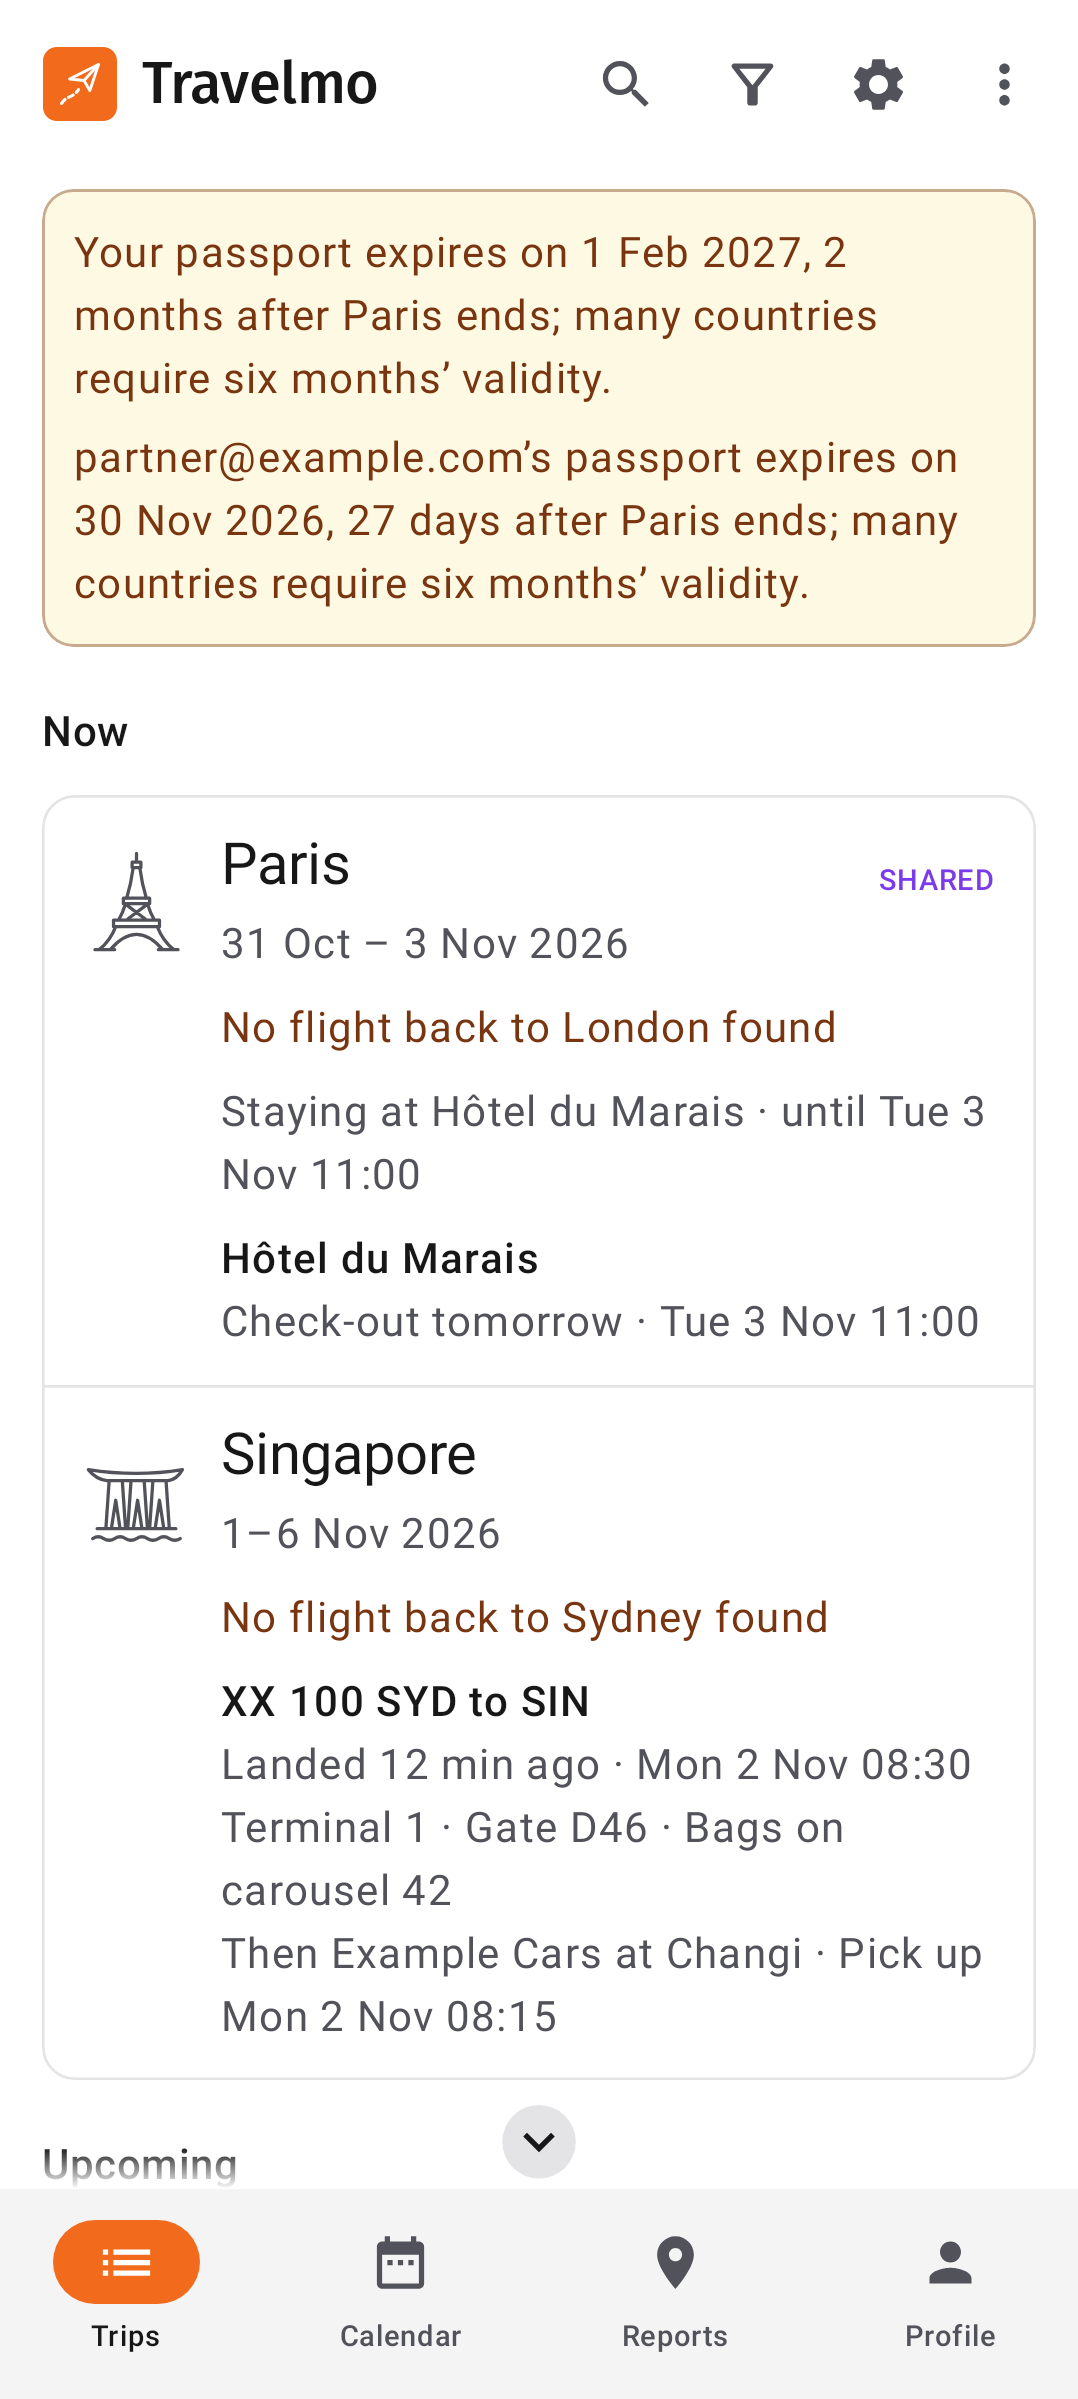 Travelmo
Your passport expires on 1 Feb 2027, 2
months after Paris ends; many countries
require six months’ validity.
partner@example.com’s passport expires on
30 Nov 2026, 27 days after Paris ends; many
countries require six months’ validity.
Now
Paris
SHARED
31 Oct – 3 Nov 2026
No flight back to London found
Staying at Hôtel du Marais · until Tue 3
Nov 11:00
Hôtel du Marais
Check-out tomorrow · Tue 3 Nov 11:00
Singapore
1–6 Nov 2026
No flight back to Sydney found
XX 100 SYD to SIN
Landed 12 min ago · Mon 2 Nov 08:30
Terminal 1 · Gate D46 · Bags on
carousel 42
Then Example Cars at Changi · Pick up
Mon 2 Nov 08:15
Upcoming
Trips
Calendar
Reports
Profile